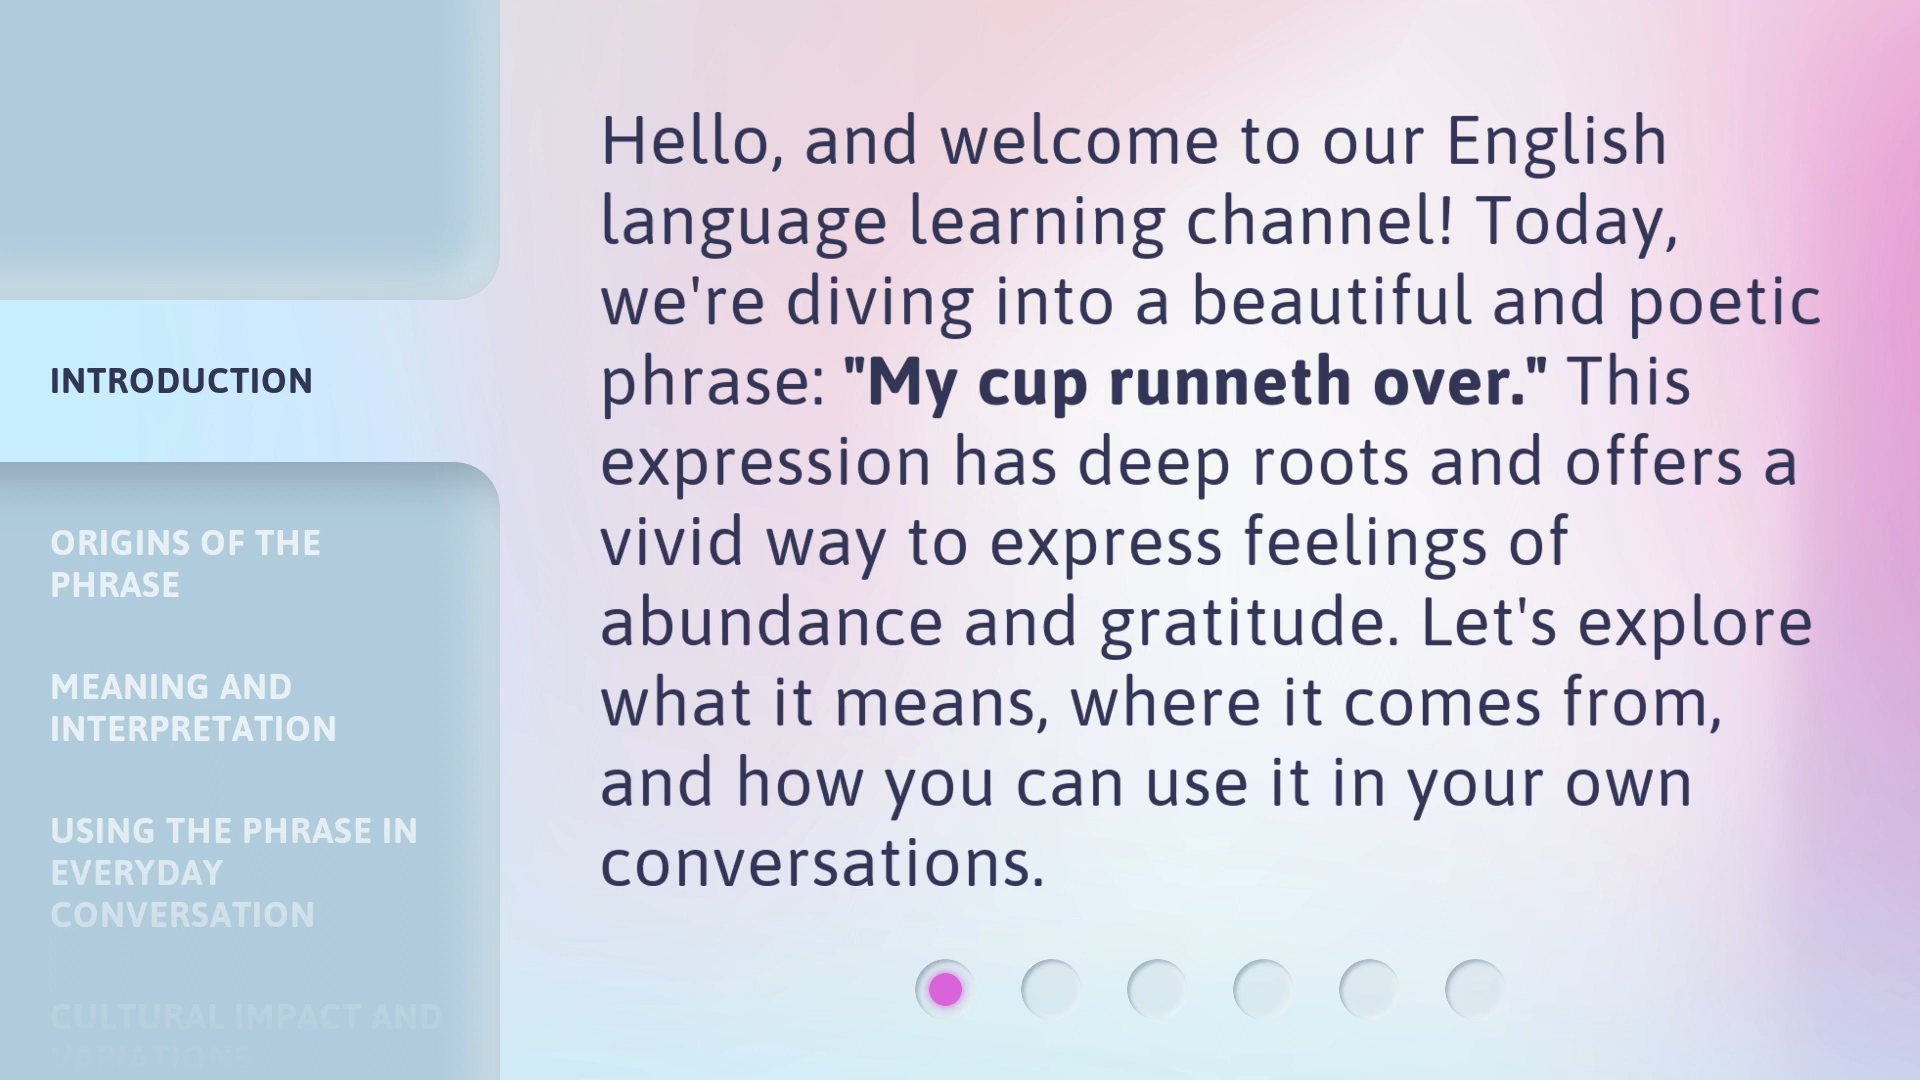 INTRODUCTION
ORIGINS OF THE
PHRASE
MEANING AND
INTERPRETATION
USING THE PHRASE IN
EVERYDAY
CONVERSATION
CULTURAL IMPACT AND
VARIATIONS
Hello, and welcome to our English
language learning channel! Today,
we're diving into a beautiful and poetic
phrase: "My cup runneth over." This
expression has deep roots and offers a
vivid way to express feelings of
abundance and gratitude. Let's explore
what it means, where it comes from,
and how you can use it in your own
conversations.